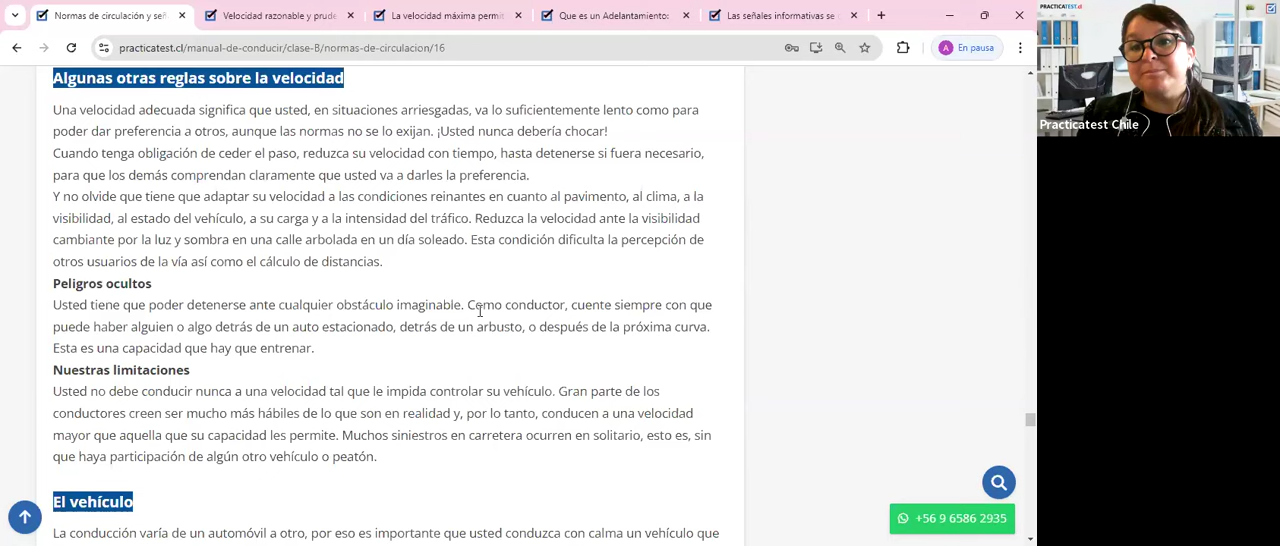 Normas de circulación y señ
Velocidad razonable y prude
La velocidad máxima permit
Que es un Adelantamiento:
Las señales informativas se
practicatest.cl/manual-de-conducir/clase-B/normas-de-circulacion/16
A
En pausa
Algunas otras reglas sobre la velocidad
Una velocidad adecuada significa que usted, en situaciones arriesgadas, va lo suficientemente lento como para
poder dar preferencia a otros, aunque las normas no se lo exijan. ¡Usted nunca debería chocar!
Cuando tenga obligación de ceder el paso, reduzca su velocidad con tiempo, hasta detenerse si fuera necesario,
para que los demás comprendan claramente que usted va a darles la preferencia.
Y no olvide que tiene que adaptar su velocidad a las condiciones reinantes en cuanto al pavimento, al clima, a la
visibilidad, al estado del vehículo, a su carga y a la intensidad del tráfico. Reduzca la velocidad ante la visibilidad
cambiante por la luz y sombra en una calle arbolada en un día soleado. Esta condición dificulta la percepción de
otros usuarios de la vía así como el cálculo de distancias.
Peligros ocultos
Usted tiene que poder detenerse ante cualquier obstáculo imaginable. Como conductor, cuente siempre con que
puede haber alguien o algo detrás de un auto estacionado, detrás de un arbusto, o después de la próxima curva.
Esta es una capacidad que hay que entrenar.
Nuestras limitaciones
Usted no debe conducir nunca a una velocidad tal que le impida controlar su vehículo. Gran parte de los
conductores creen ser mucho más hábiles de lo que son en realidad y, por lo tanto, conducen a una velocidad
mayor que aquella que su capacidad les permite. Muchos siniestros en carretera ocurren en solitario, esto es, sin
que haya participación de algún otro vehículo o peatón.
El vehículo
La conducción varía de un automóvil a otro, por eso es importante que usted conduzca con calma un vehículo que
+56 9 6586 2935
PRACTICATEST.cl
Practicatest Chile